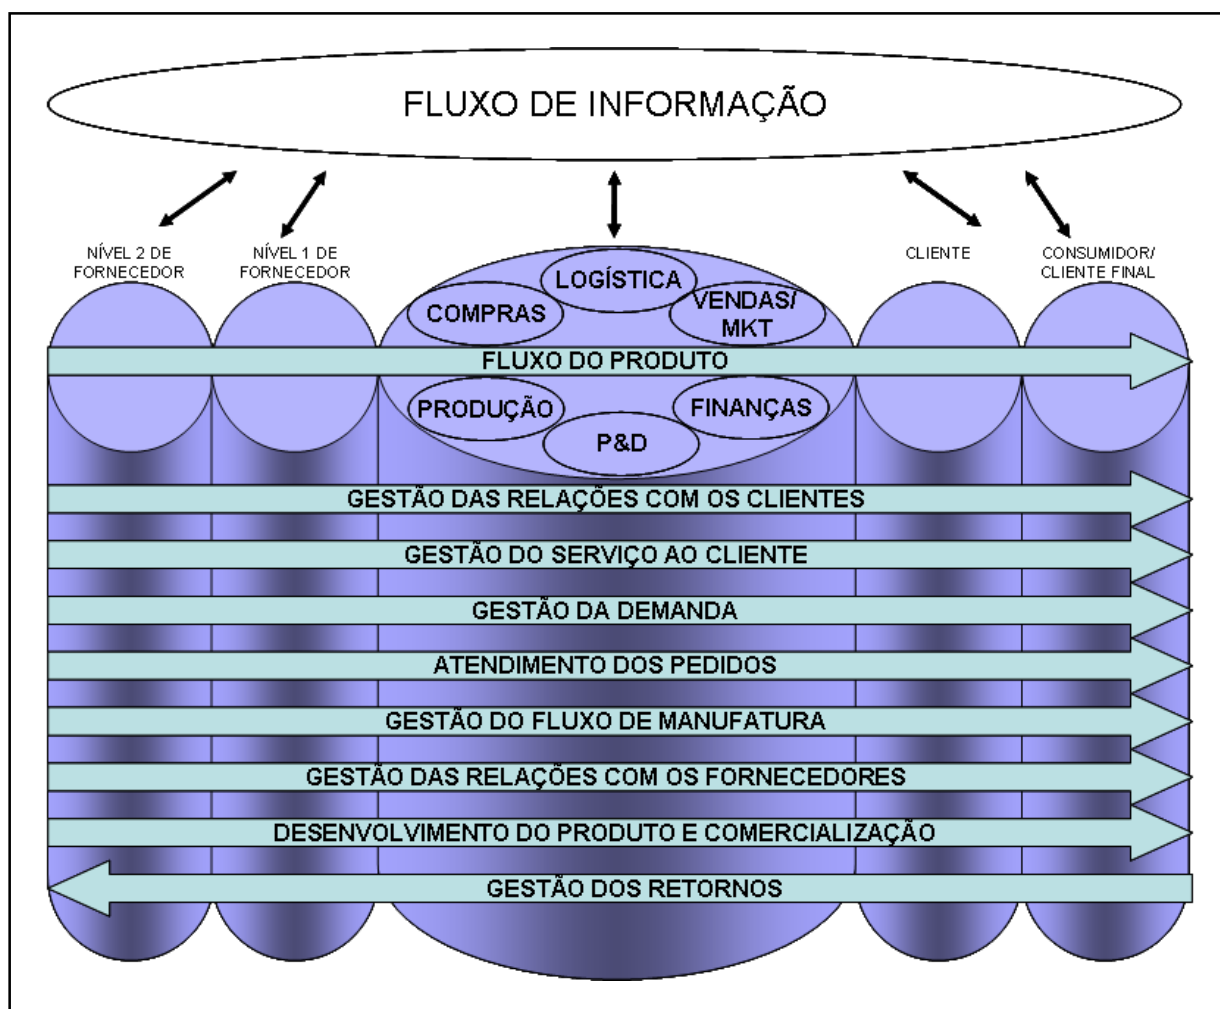 FLUXO DE INFORMAÇÃO
NÍVEL 2 DE
FORNECEDOR
NÍVEL 1 DE
FORNECEDOR
CLIENTE
CONSUMIDOR/
CLIENTE FINAL
LOGÍSTICA
COMPRAS
VENDAS/
MKT
FLUXO DO PRODUTO
PRODUÇÃO
FINANÇAS
P&D
GESTÃO DAS RELAÇÕES COM OS CLIENTES
GESTÃO DO SERVIÇO AO CLIENTE
GESTÃO DA DEMANDA
ATENDIMENTO DOS PEDIDOS
GESTÃO DO FLUXO DE MANUFATURA
GESTÃO DAS RELAÇÕES COM OS FORNECEDORES
DESENVOLVIMENTO DO PRODUTO E COMERCIALIZAÇÃO
GESTÃO DOS RETORNOS